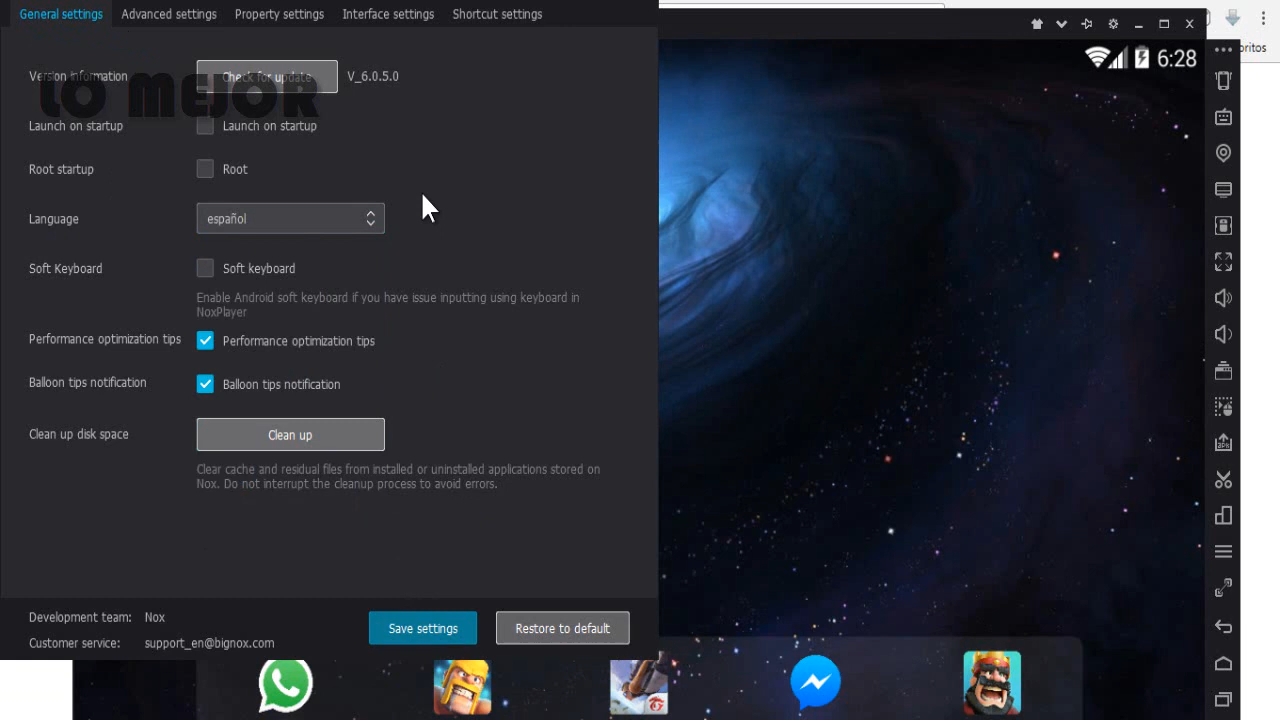 General settings
Advanced settings
Property settings
Interface settings
Shortcut settings
Version information
Check for update
V_6.0.5.0
LO MEJOR
Launch on startup
Launch on startup
Root startup
Root
Language
español
Soft Keyboard
Soft keyboard
Enable Android soft keyboard if you have issue inputting using keyboard in
NoxPlayer
Performance optimization tips
Performance optimization tips
Balloon tips notification
Balloon tips notification
Clean up disk space
Clean up
Clear cache and residual files from installed or uninstalled applications stored on
Nox. Do not interrupt the cleanup process to avoid errors.
Development team: Nox
Customer service: support_en@bignox.com
Save settings
Restore to default
6:28
oritos